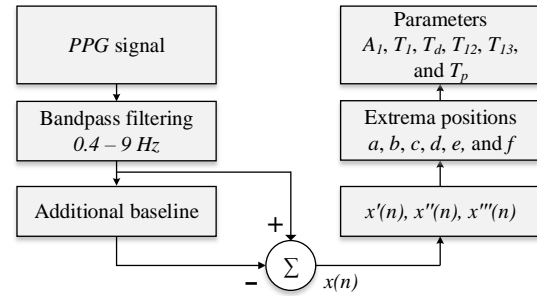 PPG signal
Bandpass filtering
0.4 – 9 Hz
Additional baseline
+
-
Σ
x(n)
x'(n), x''(n), x'''(n)
Extrema positions
a, b, c, d, e, and f
Parameters
A1, T1, Td, T12, T13,
and Tp